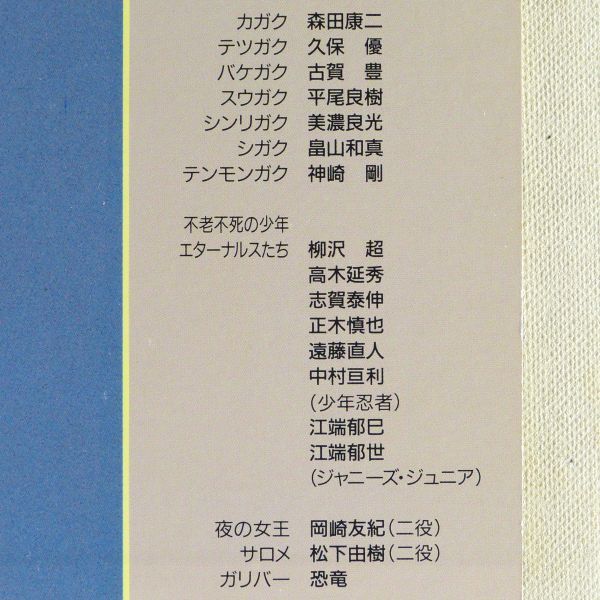 カガク 森田康二
テツガク 久保 優
バケガク 古賀 豊
スウガク 平尾良樹
シンリガク 美濃良光
シガク 畠山和真
テンモンガク 神崎 剛
不老不死の少年
エターナルスたち 柳沢 超
高木延秀
志賀泰伸
正木慎也
遠藤直人
中村亘利
(少年忍者)
江端郁巳
江端郁世
(ジャニーズ・ジュニア)
夜の女王 岡崎友紀(二役)
サロメ 松下由樹(二役)
ガリバー 恐竜